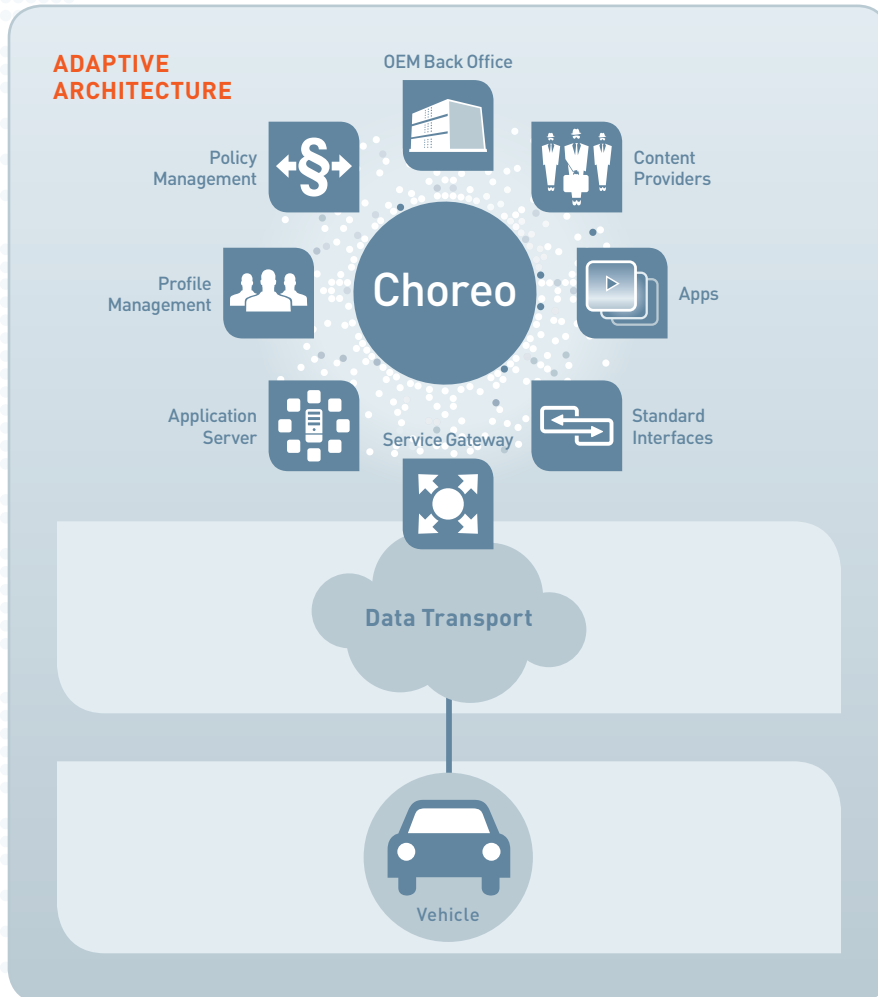 ADAPTIVE
ARCHITECTURE
OEM Back Office
Policy
Management
Content
Providers
Choreo
Profile
Management
Apps
Application
Server
Service Gateway
Standard
Interfaces
Data Transport
Vehicle